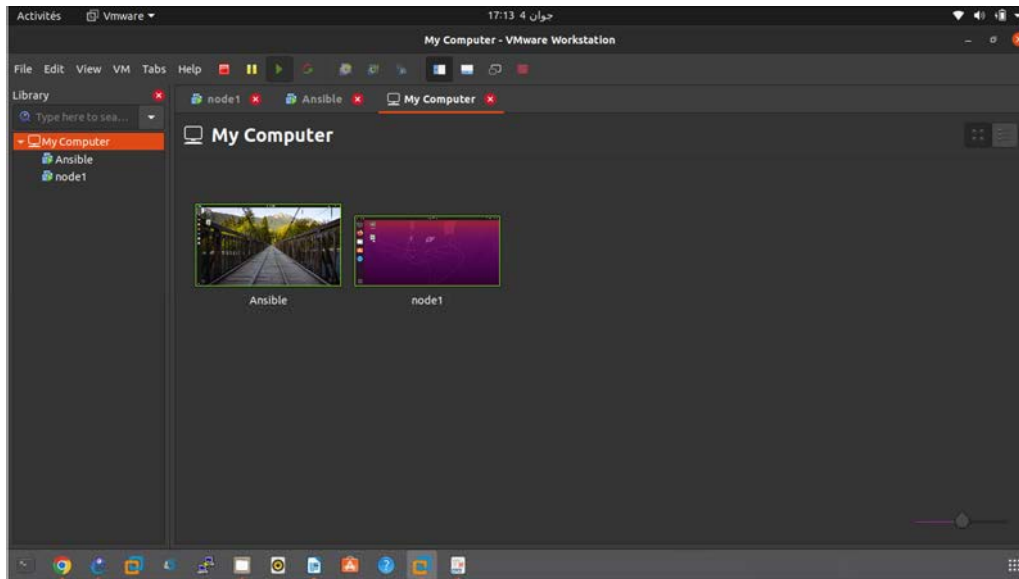 Activités Vmware 17:13 4 جوان
My Computer - VMware Workstation
File Edit View VM Tabs Help
Library
node1 Ansible My Computer
Type here to sea...
My Computer
My Computer
Ansible
node1
Ansible node1